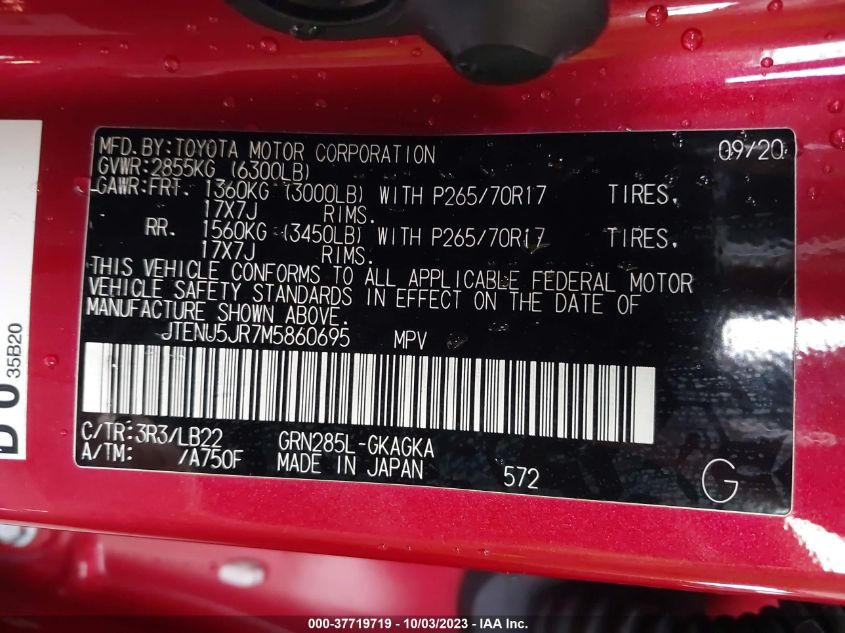 MFD.BY:TOYOTA MOTOR CORPORATION 09/20
GVWR:2855KG (6300LB)
GAWR:FRT. 1360KG (3000LB) WITH P265/70R17 TIRES,
17X7J RIMS.
RR. 1560KG (3450LB) WITH P265/70R17 TIRES,
17X7J RIMS.
THIS VEHICLE CONFORMS TO ALL APPLICABLE FEDERAL MOTOR
VEHICLE SAFETY STANDARDS IN EFFECT ON THE DATE OF
MANUFACTURE SHOWN ABOVE.
JTENU5JR7M5860695 MPV
C/TR:3R3/LB22 GRN285L-GKAGKA
A/TM: /A750F MADE IN JAPAN 572 G
35B20
000-37719719 - 10/03/2023 - IAA Inc.